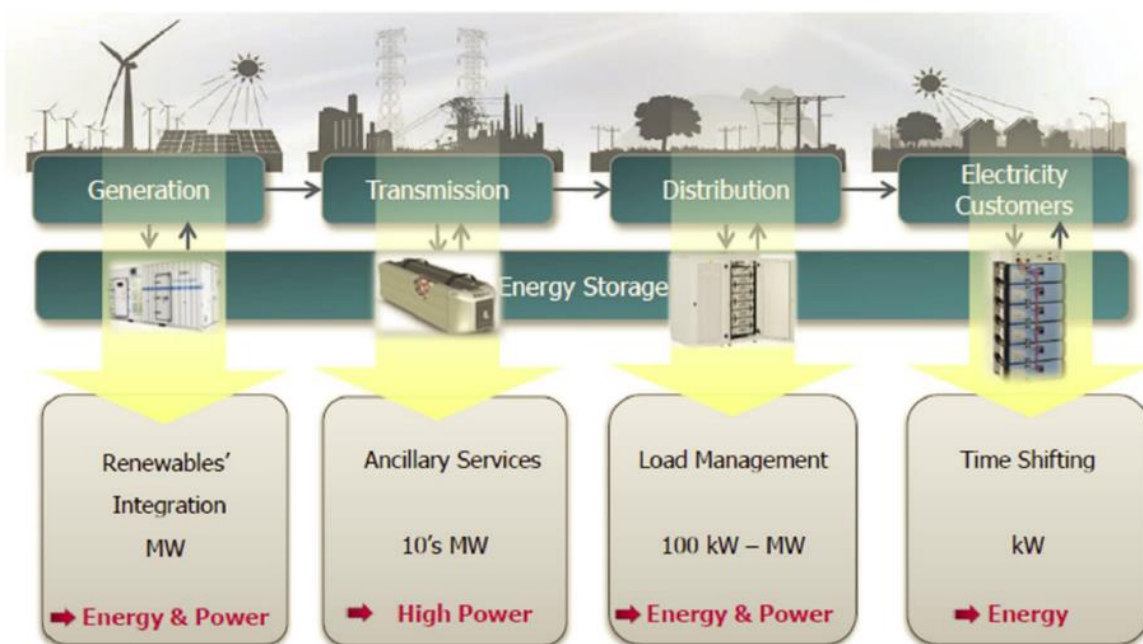 Generation
Transmission
Distribution
Electricity
Customers
Energy Storage
Renewables’
Integration
MW
Energy & Power
Ancillary Services
10’s MW
High Power
Load Management
100 kW – MW
Energy & Power
Time Shifting
kW
Energy